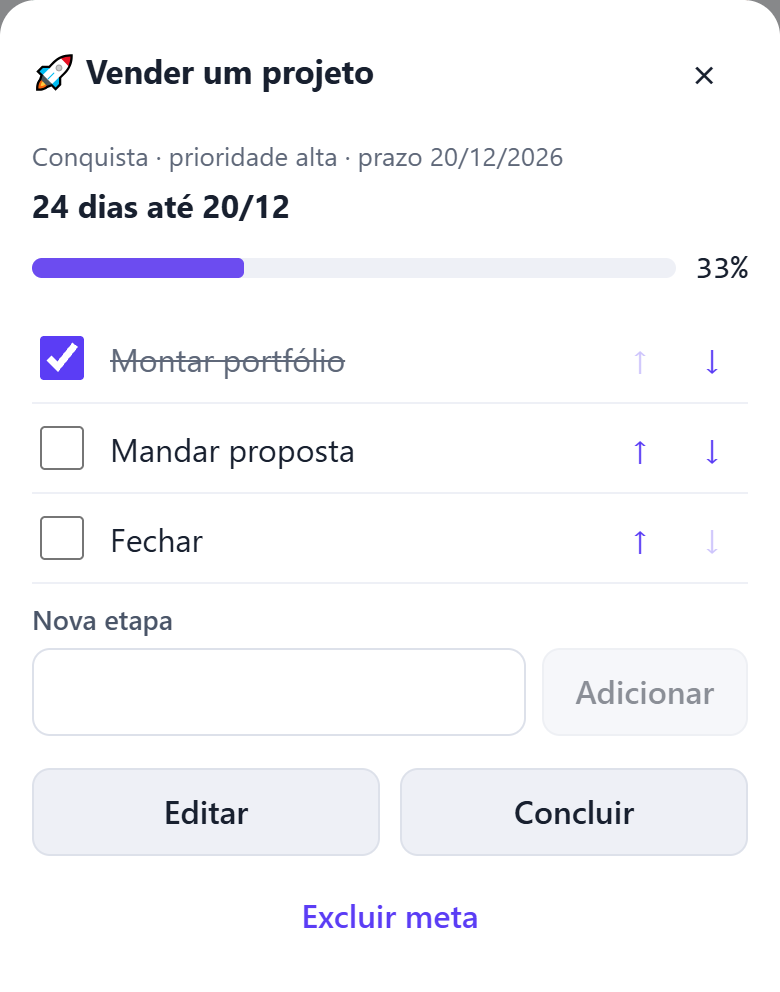 🚀 Vender um projeto ×
Conquista · prioridade alta · prazo 20/12/2026
24 dias até 20/12
33%
Montar portfólio ↑ ↓
Mandar proposta ↑ ↓
Fechar ↑ ↓
Nova etapa
Adicionar
Editar Concluir
Excluir meta